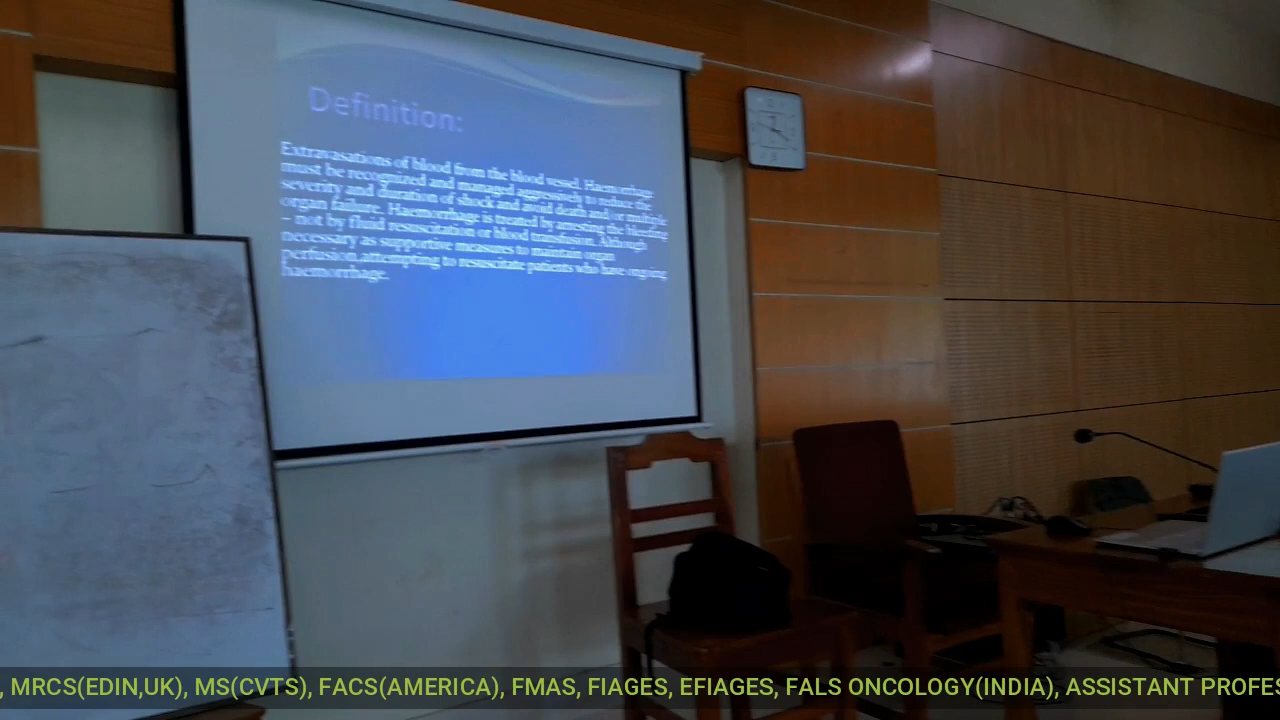 Definition:
Extravasations of blood from the blood vessel. Haemorrhage
must be recognized and managed aggressively to reduce the
severity and duration of shock and avoid death and/or multiple
organ failure. Haemorrhage is treated by arresting the bleeding
– not by fluid resuscitation or blood transfusion. Although
necessary as supportive measures to maintain organ
perfusion,attempting to resuscitate patients who have ongoing
haemorrhage.
, MRCS(EDIN,UK), MS(CVTS), FACS(AMERICA), FMAS, FIAGES, EFIAGES, FALS ONCOLOGY(INDIA), ASSISTANT PROFES